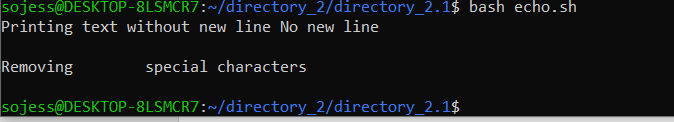 sojess@DESKTOP-8LSMCR7:~/directory_2/directory_2.1$ bash echo.sh
Printing text without new line No new line
Removing        special characters
sojess@DESKTOP-8LSMCR7:~/directory_2/directory_2.1$